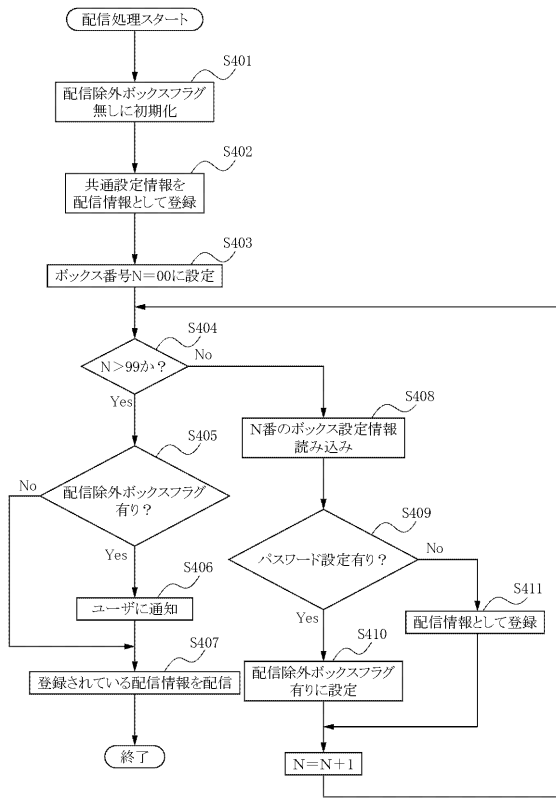 配信処理スタート
S401
配信除外ボックスフラグ
無しに初期化
S402
共通設定情報を
配信情報として登録
S403
ボックス番号N=00に設定
S404
N>99か?
No
Yes
S405
配信除外ボックスフラグ
有り?
No
Yes
S406
ユーザに通知
S407
登録されている配信情報を配信
終了
S408
N番のボックス設定情報
読み込み
S409
パスワード設定有り?
No
Yes
S411
配信情報として登録
S410
配信除外ボックスフラグ
有りに設定
N=N+1